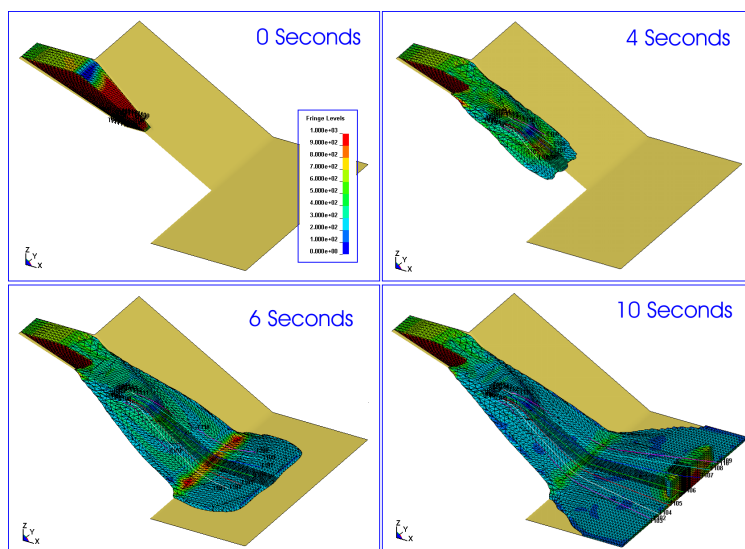 0 Seconds
Fringe Levels
1.000e+03
9.000e+02
8.000e+02
7.000e+02
6.000e+02
5.000e+02
4.000e+02
3.000e+02
2.000e+02
1.000e+02
0.000e+00
Z
Y
X
4 Seconds
Z
Y
X
6 Seconds
Z
Y
X
10 Seconds
Z
Y
X